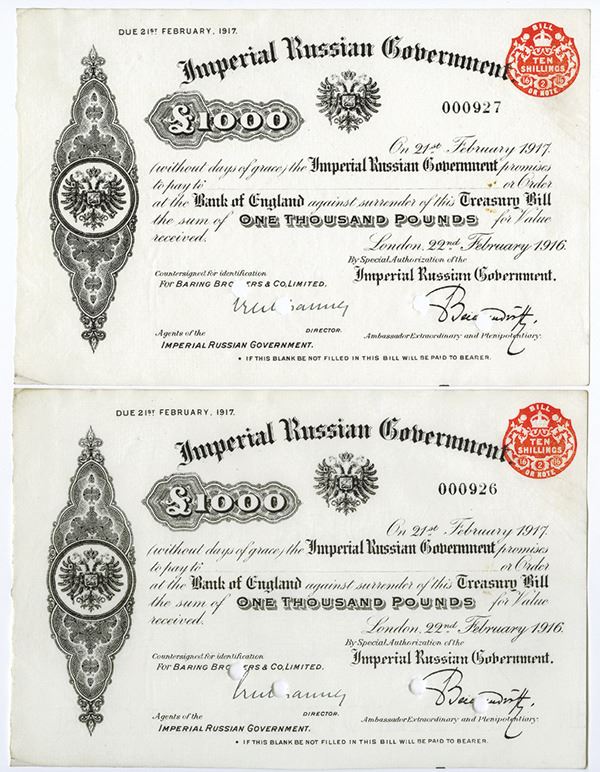 DUE 21ST FEBRUARY, 1917.
Imperial Russian Government
BILL
TEN
SHILLINGS
16 2 16
OR NOTE
£1000
000927
On 21st February 1917.
(without days of grace) the Imperial Russian Government promises
to pay to or Order
at the Bank of England against surrender of this Treasury Bill
the sum of ONE THOUSAND POUNDS for Value
received.
London, 22nd February 1916.
By Special Authorization of the
Imperial Russian Government.
Countersigned for identification
FOR BARING BROTHERS & CO, LIMITED.
DIRECTOR.
Agents of the
IMPERIAL RUSSIAN GOVERNMENT.
Ambassador Extraordinary and Plenipotentiary.
• IF THIS BLANK BE NOT FILLED IN THIS BILL WILL BE PAID TO BEARER.
DUE 21ST FEBRUARY, 1917.
Imperial Russian Government
BILL
TEN
SHILLINGS
16 2 16
OR NOTE
£1000
000926
On 21st February 1917.
(without days of grace) the Imperial Russian Government promises
to pay to or Order
at the Bank of England against surrender of this Treasury Bill
the sum of ONE THOUSAND POUNDS for Value
received.
London, 22nd February 1916.
By Special Authorization of the
Imperial Russian Government.
Countersigned for identification
FOR BARING BROTHERS & CO, LIMITED.
DIRECTOR.
Agents of the
IMPERIAL RUSSIAN GOVERNMENT.
Ambassador Extraordinary and Plenipotentiary.
• IF THIS BLANK BE NOT FILLED IN THIS BILL WILL BE PAID TO BEARER.